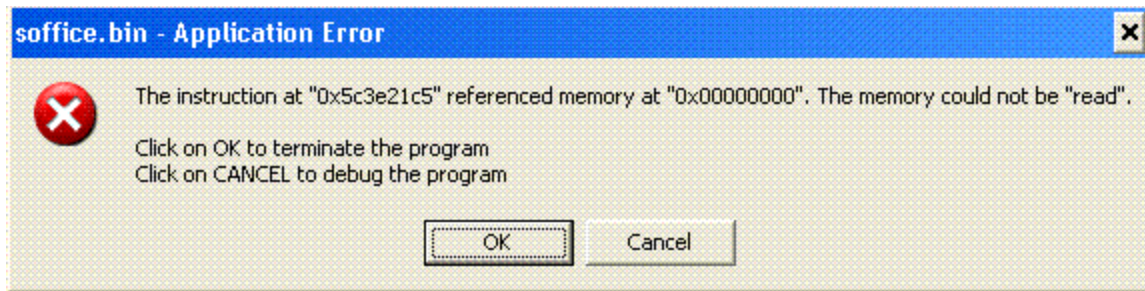 soffice.bin - Application Error
The instruction at "0x5c3e21c5" referenced memory at "0x00000000". The memory could not be "read".
Click on OK to terminate the program
Click on CANCEL to debug the program
OK Cancel